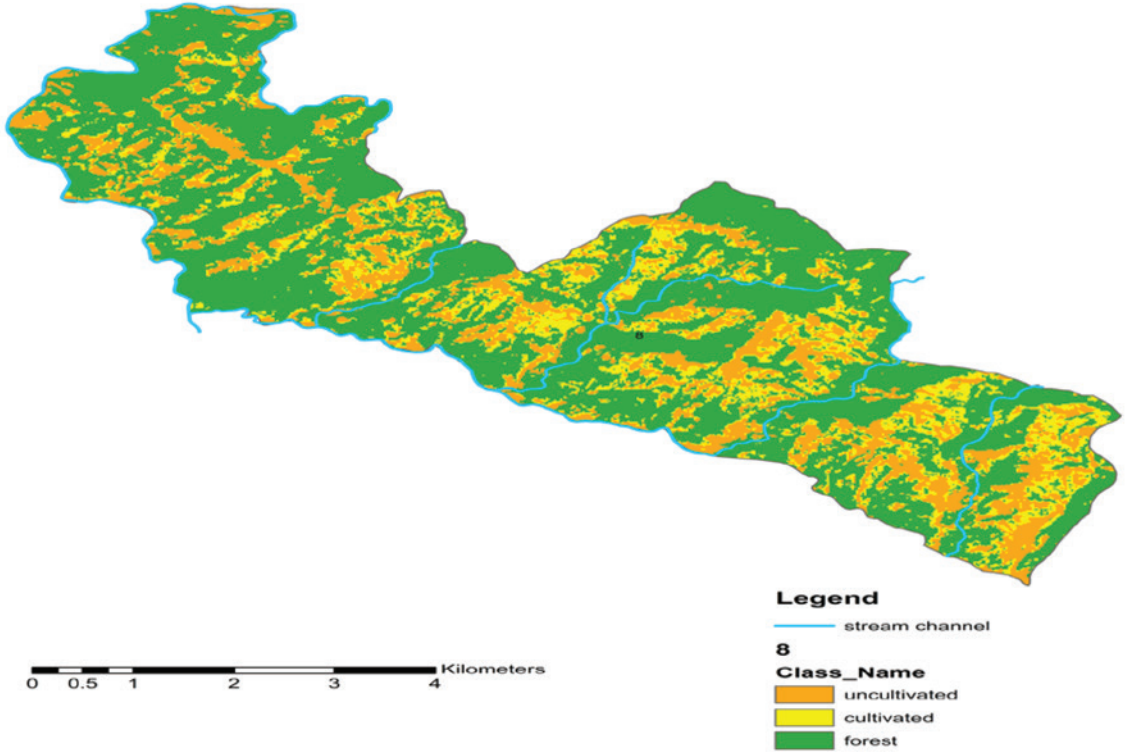 8
Legend
stream channel
8
Class_Name
uncultivated
cultivated
forest
Kilometers
0 0.5 1 2 3 4